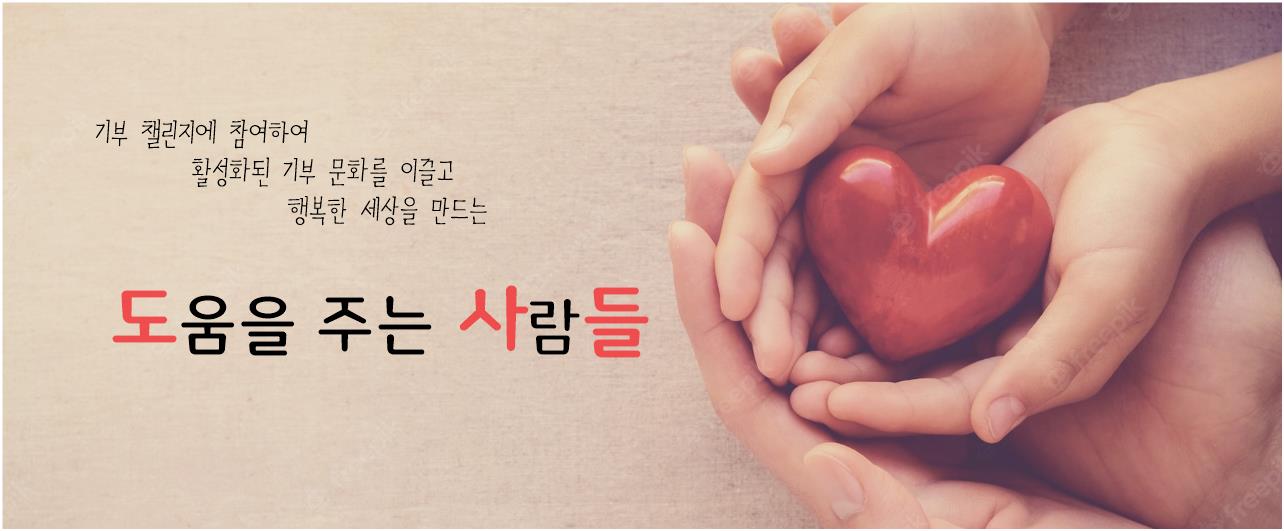 기부 챌린지에 참여하여
활성화된 기부 문화를 이끌고
행복한 세상을 만드는
도움을 주는 사람들
freepik
freepik
freepik